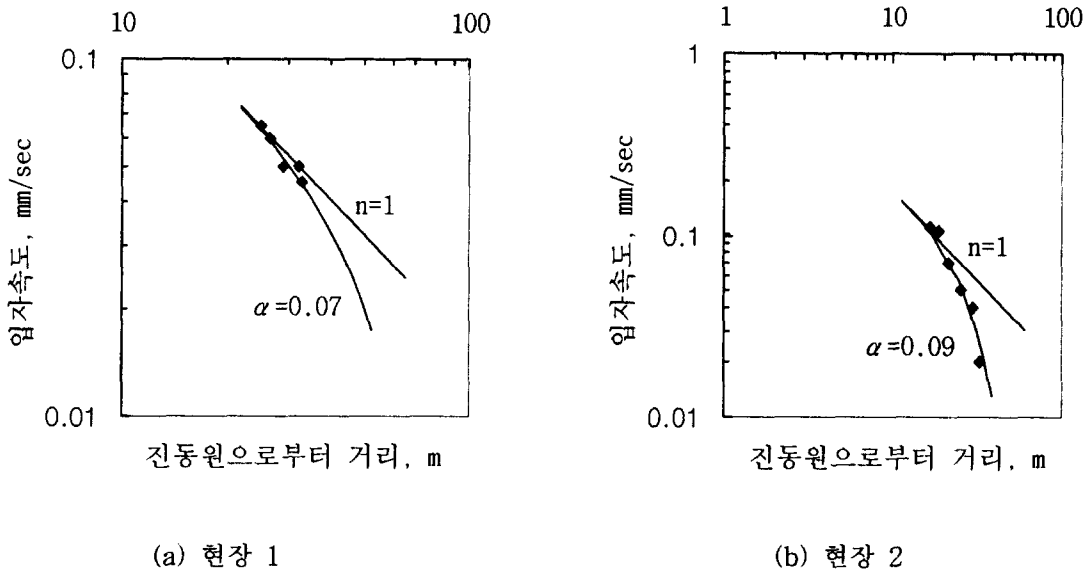 10 100
0.1
0.01
입자속도, mm/sec
n=1
α=0.07
진동원으로부터 거리, m
(a) 현장 1
1 10 100
1
0.1
0.01
입자속도, mm/sec
n=1
α=0.09
진동원으로부터 거리, m
(b) 현장 2